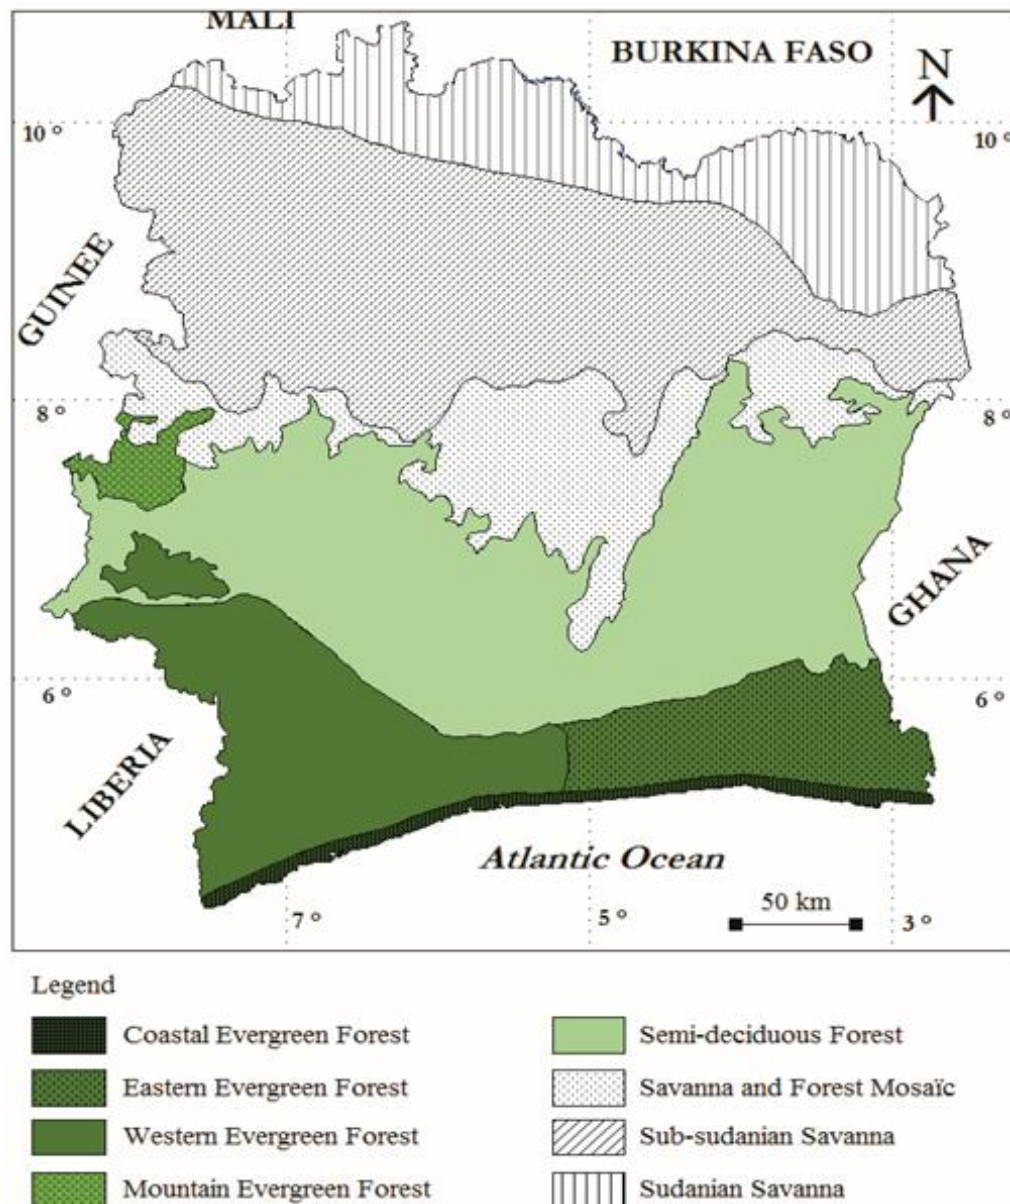 MALI
BURKINA FASO
N
10 °
10 °
GUINEE
8 °
8 °
GHANA
6 °
6 °
LIBERIA
Atlantic Ocean
50 km
7 °
5 °
3 °
Legend
Coastal Evergreen Forest
Eastern Evergreen Forest
Western Evergreen Forest
Mountain Evergreen Forest
Semi-deciduous Forest
Savanna and Forest Mosaïc
Sub-sudanian Savanna
Sudanian Savanna